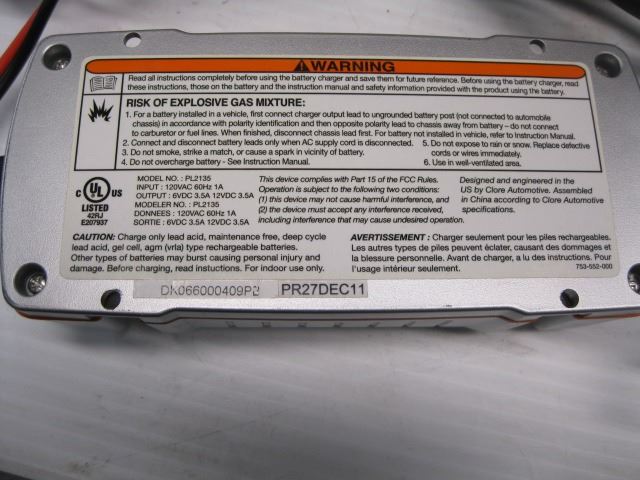 WARNING
Read all instructions completely before using the battery charger and save them for future reference. Before using the battery charger, read
these instructions, those on the battery and the instruction manual and safety information provided with the product using the battery.
RISK OF EXPLOSIVE GAS MIXTURE:
1. For a battery installed in a vehicle, first connect charger output lead to ungrounded battery post (not connected to automobile
chassis) in accordance with polarity identification and then opposite polarity lead to chassis away from battery – do not connect
to carburetor or fuel lines. When finished, disconnect chassis lead first. For battery not installed in vehicle, refer to Instruction Manual.
2. Connect and disconnect battery leads only when AC supply cord is disconnected.
3. Do not smoke, strike a match, or cause a spark in vicinity of battery.
4. Do not overcharge battery - See Instruction Manual.
5. Do not expose to rain or snow. Replace defective
cords or wires immediately.
6. Use in well-ventilated area.
C UL US
LISTED
42RJ
E207937
MODEL NO. : PL2135
INPUT : 120VAC 60Hz 1A
OUTPUT : 6VDC 3.5A 12VDC 3.5A
MODELER NO. : PL2135
DONNEES : 120VAC 60Hz 1A
SORTIE : 6VDC 3.5A 12VDC 3.5A
This device complies with Part 15 of the FCC Rules.
Operation is subject to the following two conditions:
(1) this device may not cause harmful interference, and
(2) the device must accept any interference received,
including interference that may cause undesired operation.
Designed and engineered in the
US by Clore Automotive. Assembled
in China according to Clore Automotive
specifications.
CAUTION: Charge only lead acid, maintenance free, deep cycle
lead acid, gel cell, agm (vrla) type rechargeable batteries.
Other types of batteries may burst causing personal injury and
damage. Before charging, read instuctions. For indoor use only.
AVERTISSEMENT : Charger seulement pour les piles rechargeables.
Les autres types de piles peuvent éclater, causant des dommages et
la blessure personnelle. Avant de charger, a lu des instructions. Pour
l'usage intérieur seulement.
753-552-000
DK066000409P2
PR27DEC11